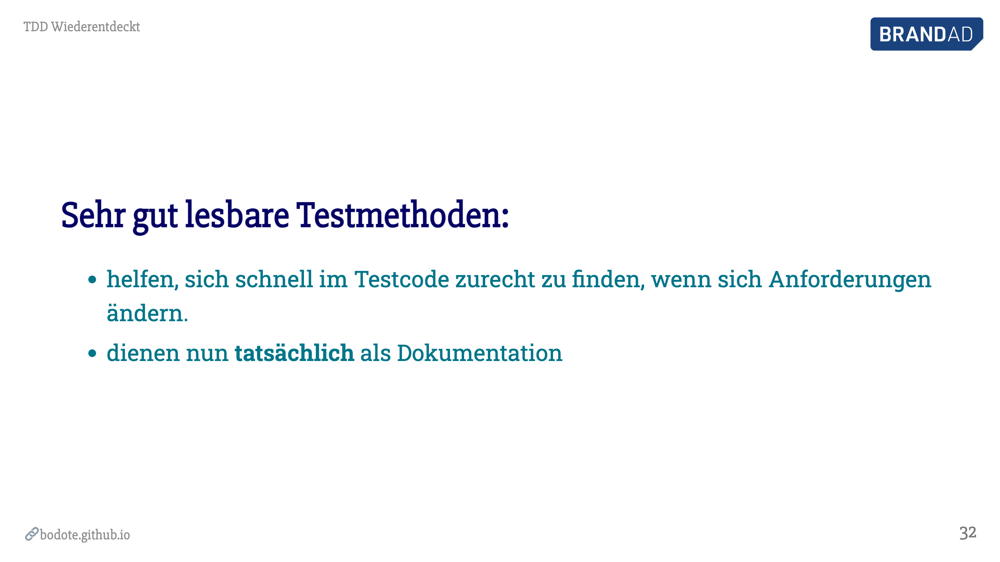 TDD Wiederentdeckt
BRANDAD
Sehr gut lesbare Testmethoden:
• helfen, sich schnell im Testcode zurecht zu finden, wenn sich Anforderungen
ändern.
• dienen nun tatsächlich als Dokumentation
bodote.github.io
32